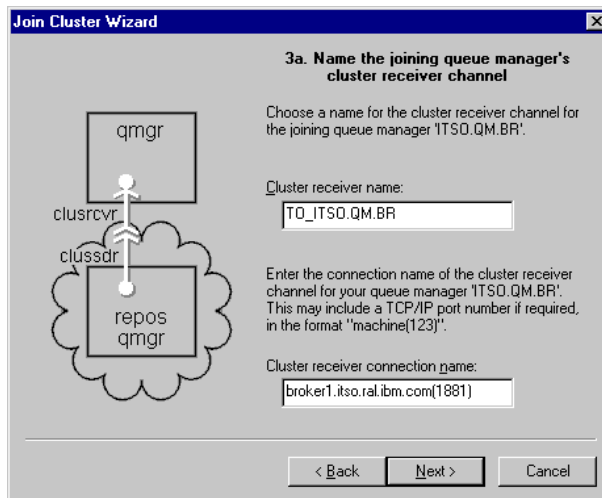 Join Cluster Wizard
3a. Name the joining queue manager's
cluster receiver channel
Choose a name for the cluster receiver channel for
the joining queue manager 'ITSO.QM.BR'.
qmgr
clusrcvr
clussdr
repos
qmgr
Cluster receiver name:
TO_ITSO.QM.BR
Enter the connection name of the cluster receiver
channel for your queue manager 'ITSO.QM.BR'.
This may include a TCP/IP port number if required,
in the format "machine(123)".
Cluster receiver connection name:
broker1.itso.ral.ibm.com(1881)
< Back
Next >
Cancel